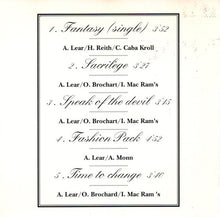 1. Fantasy (single) 3'52
A. Lear/H. Reith/C. Caba Kroll
2. Sacrilege 3'27
A. Lear/O. Brochart/I. Mac Ram's
3. Speak of the devil 3'15
A. Lear/O. Brochart/I. Mac Ram's
4. Fashion Pack 4'52
A. Lear/A. Monn
5. Time to change 3'10
A. Lear/O. Brochart/I. Mac Ram's